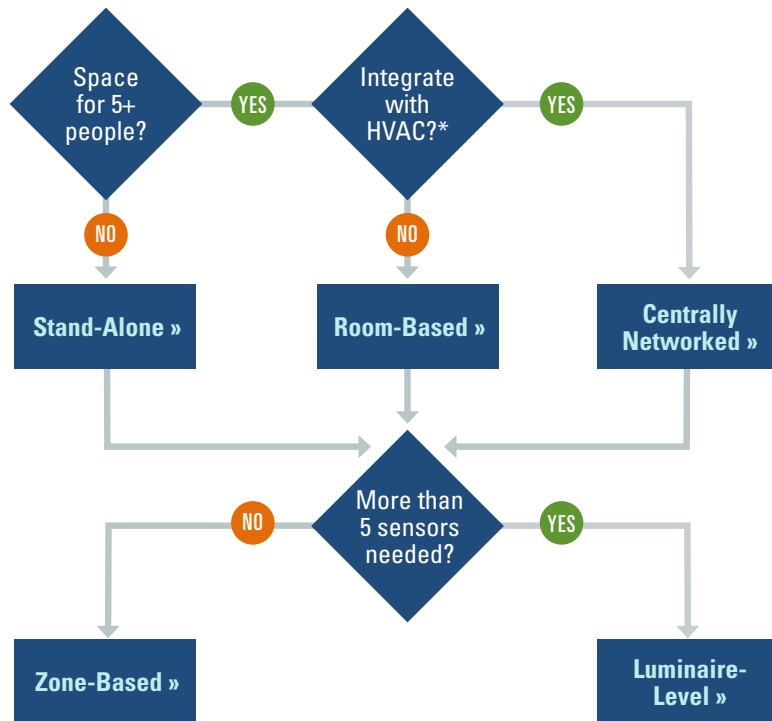 Space
for 5+
people?
YES
Integrate
with
HVAC?*
YES
NO
NO
Stand-Alone »
Room-Based »
Centrally
Networked »
More than
5 sensors
needed?
NO
YES
Zone-Based »
Luminaire-
Level »